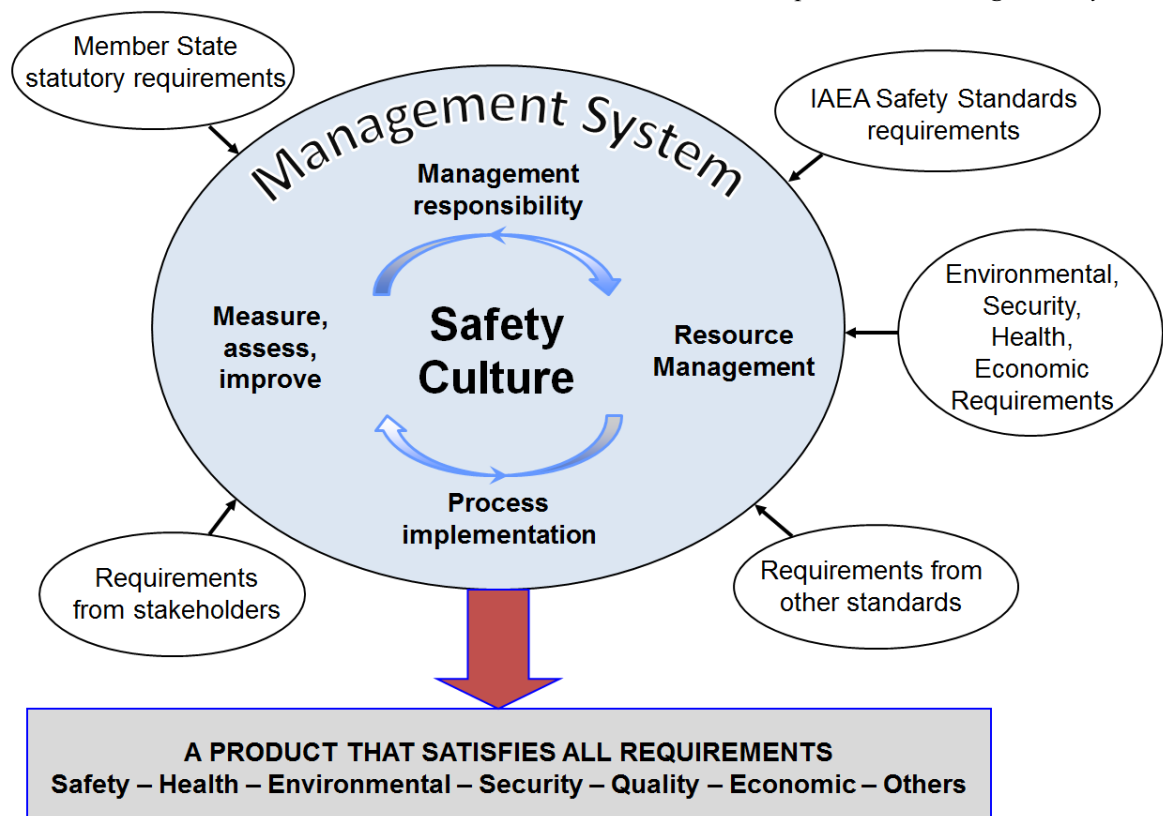 Member State
statutory requirements
IAEA Safety Standards
requirements
Management System
Management
responsibility
Environmental,
Security,
Health,
Economic
Requirements
Measure,
assess,
improve
Safety
Culture
Resource
Management
Process
implementation
Requirements
from stakeholders
Requirements from
other standards
A PRODUCT THAT SATISFIES ALL REQUIREMENTS
Safety – Health – Environmental – Security – Quality – Economic – Others